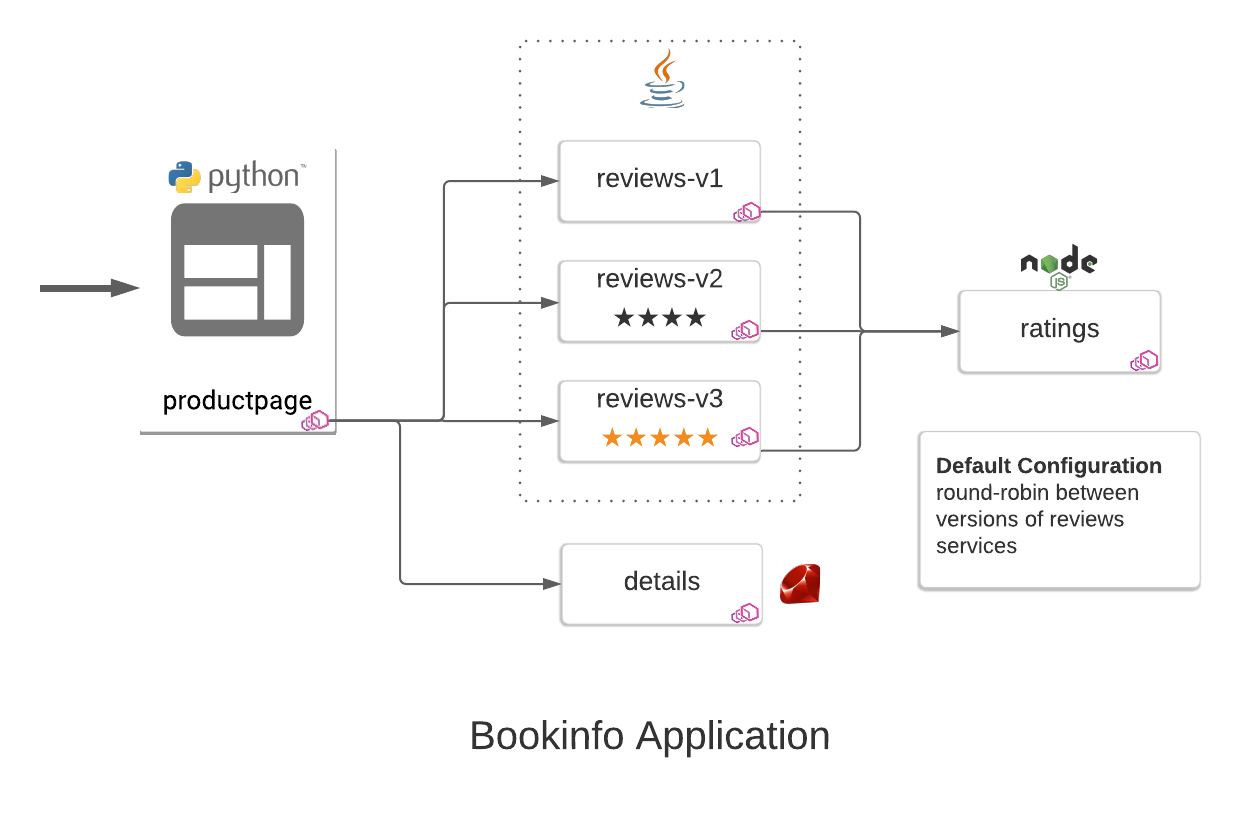 python™
productpage
reviews-v1
reviews-v2
★★★★
reviews-v3
★★★★★
details
node
JS
ratings
Default Configuration
round-robin between
versions of reviews
services
Bookinfo Application